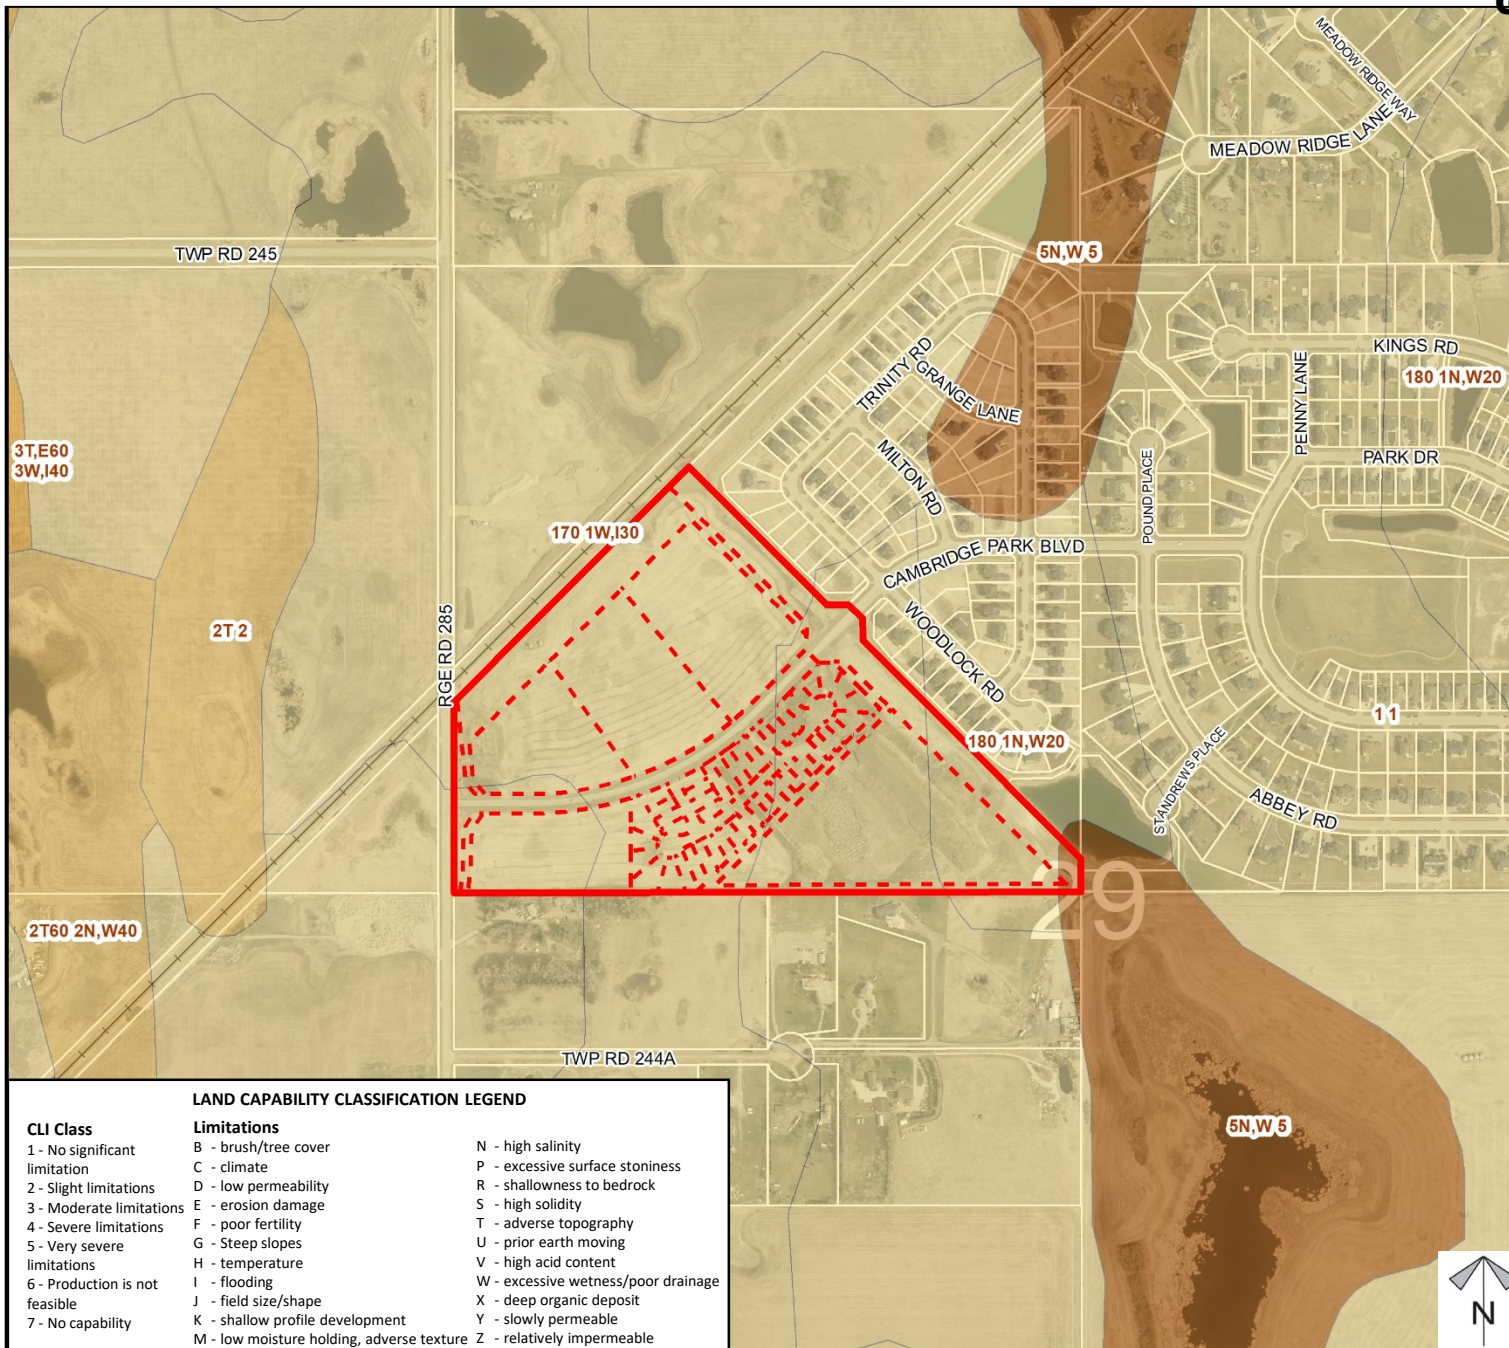 MEADOW RIDGE WAY
MEADOW RIDGE LANE
TWP RD 245
5N,W 5
KINGS RD
180 1N,W20
TRINITY RD
GRANGE LANE
PENNY LANE
3T,E60
3W,I40
MILTON RD
POUND PLACE
PARK DR
170 1W,I30
CAMBRIDGE PARK BLVD
2T 2
RGE RD 285
WOODLOCK RD
1 1
180 1N,W20
ST ANDREWS PLACE
ABBEY RD
29
2T60 2N,W40
TWP RD 244A
5N,W 5
LAND CAPABILITY CLASSIFICATION LEGEND
CLI Class
1 - No significant
limitation
2 - Slight limitations
3 - Moderate limitations
4 - Severe limitations
5 - Very severe
limitations
6 - Production is not
feasible
7 - No capability
Limitations
B - brush/tree cover
C - climate
D - low permeability
E - erosion damage
F - poor fertility
G - Steep slopes
H - temperature
I - flooding
J - field size/shape
K - shallow profile development
M - low moisture holding, adverse texture
N - high salinity
P - excessive surface stoniness
R - shallowness to bedrock
S - high solidity
T - adverse topography
U - prior earth moving
V - high acid content
W - excessive wetness/poor drainage
X - deep organic deposit
Y - slowly permeable
Z - relatively impermeable
N